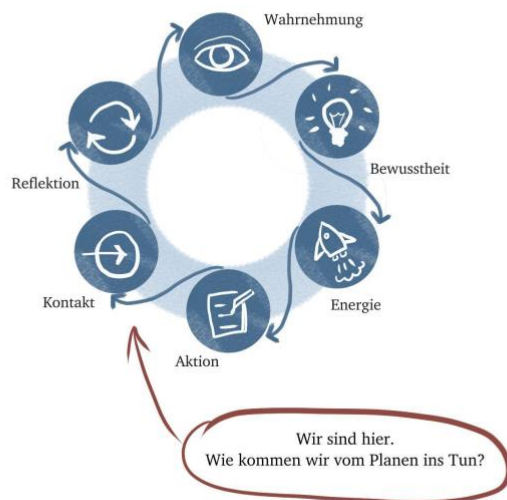 Wahrnehmung
Bewusstheit
Reflektion
Kontakt
Energie
Aktion
Wir sind hier.
Wie kommen wir vom Planen ins Tun?